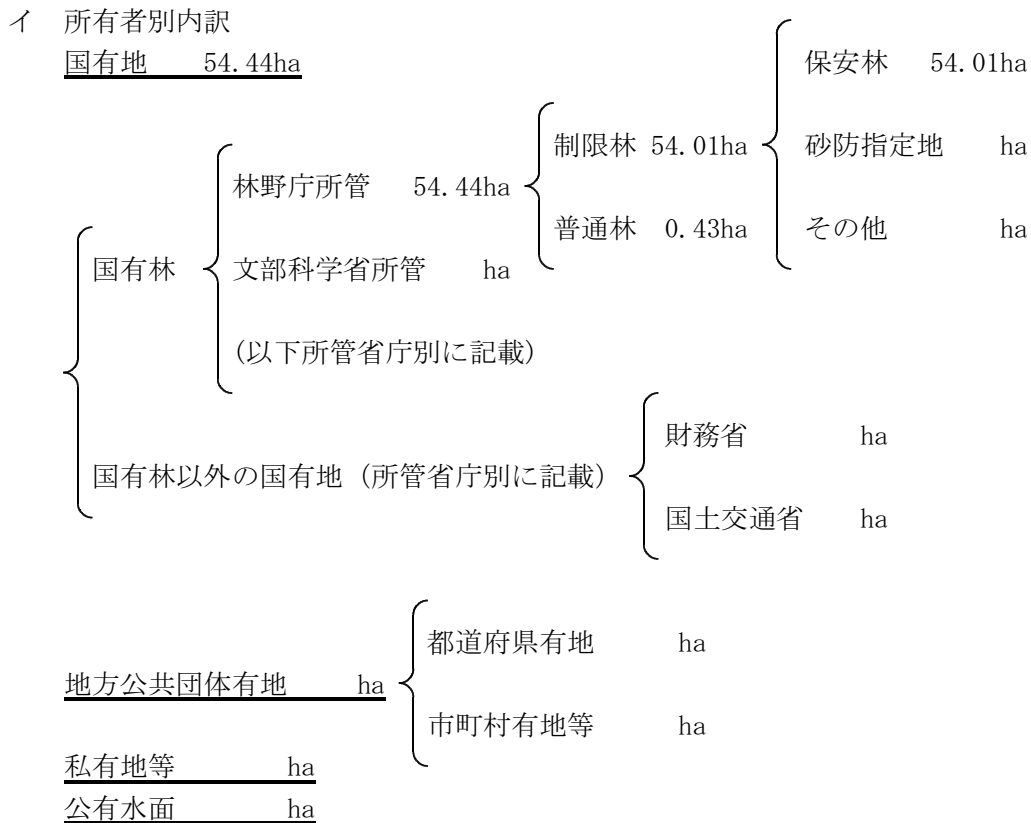 イ 所有者別内訳
国有地 54.44ha
保安林 54.01ha
制限林 54.01ha
砂防指定地 ha
林野庁所管 54.44ha
普通林 0.43ha
その他 ha
国有林
文部科学省所管 ha
(以下所管省庁別に記載)
財務省 ha
国有林以外の国有地 (所管省庁別に記載)
国土交通省 ha
都道府県有地 ha
地方公共団体有地 ha
市町村有地等 ha
私有地等 ha
公有水面 ha